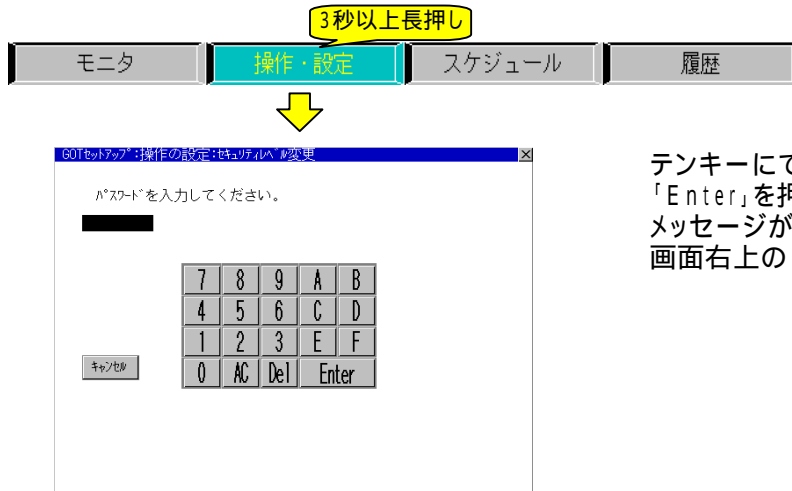 3秒以上長押し
モニタ 操作・設定 スケジュール 履歴
GOTｾｯﾄｱｯﾌﾟ:操作の設定:ｾｷｭﾘﾃｨﾚﾍﾞﾙ変更
ﾊﾟｽﾜｰﾄﾞを入力してください。
7 8 9 A B
4 5 6 C D
1 2 3 E F
ｷｬﾝｾﾙ 0 AC Del Enter
テンキーにて
「Enter」を押
メッセージが
画面右上の